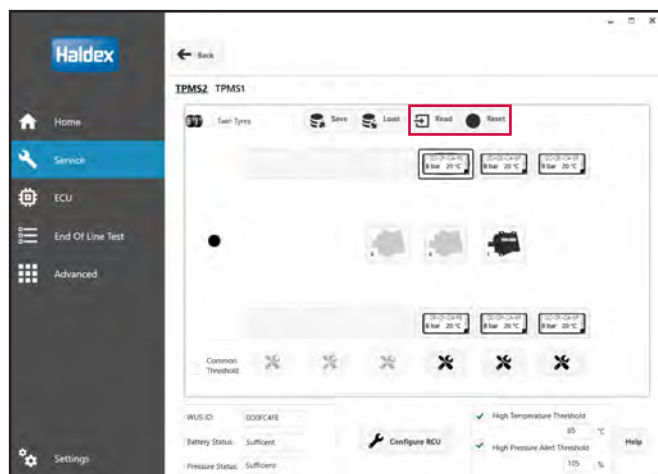 Haldex
Back
TPMS2 TPMS1
Home
Twin Tyres
Save
Load
Read
Reset
Service
8 bar 20 °C
8 bar 20 °C
8 bar 20 °C
ECU
End Of Line Test
Advanced
8 bar 20 °C
8 bar 20 °C
8 bar 20 °C
Common
Threshold
WUS ID:
High Temperature Threshold
85 °C
Battery Status: Sufficent
Configure RCU
High Pressure Alert Threshold
Help
Settings
Pressure Status: Sufficent
105 %